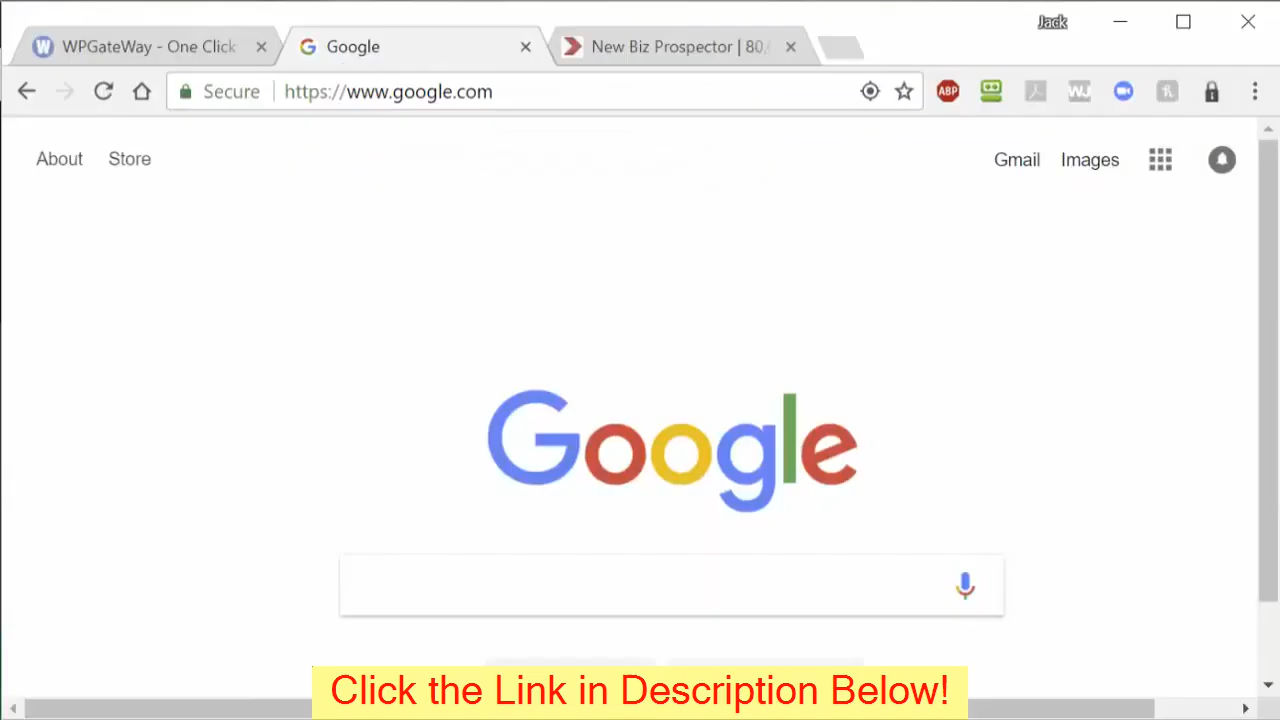 Jack
WPGateWay - One Click
Google
New Biz Prospector | 80,
Secure
https://www.google.com
ABP
WJ
About
Store
Gmail
Images
Google
Click the Link in Description Below!